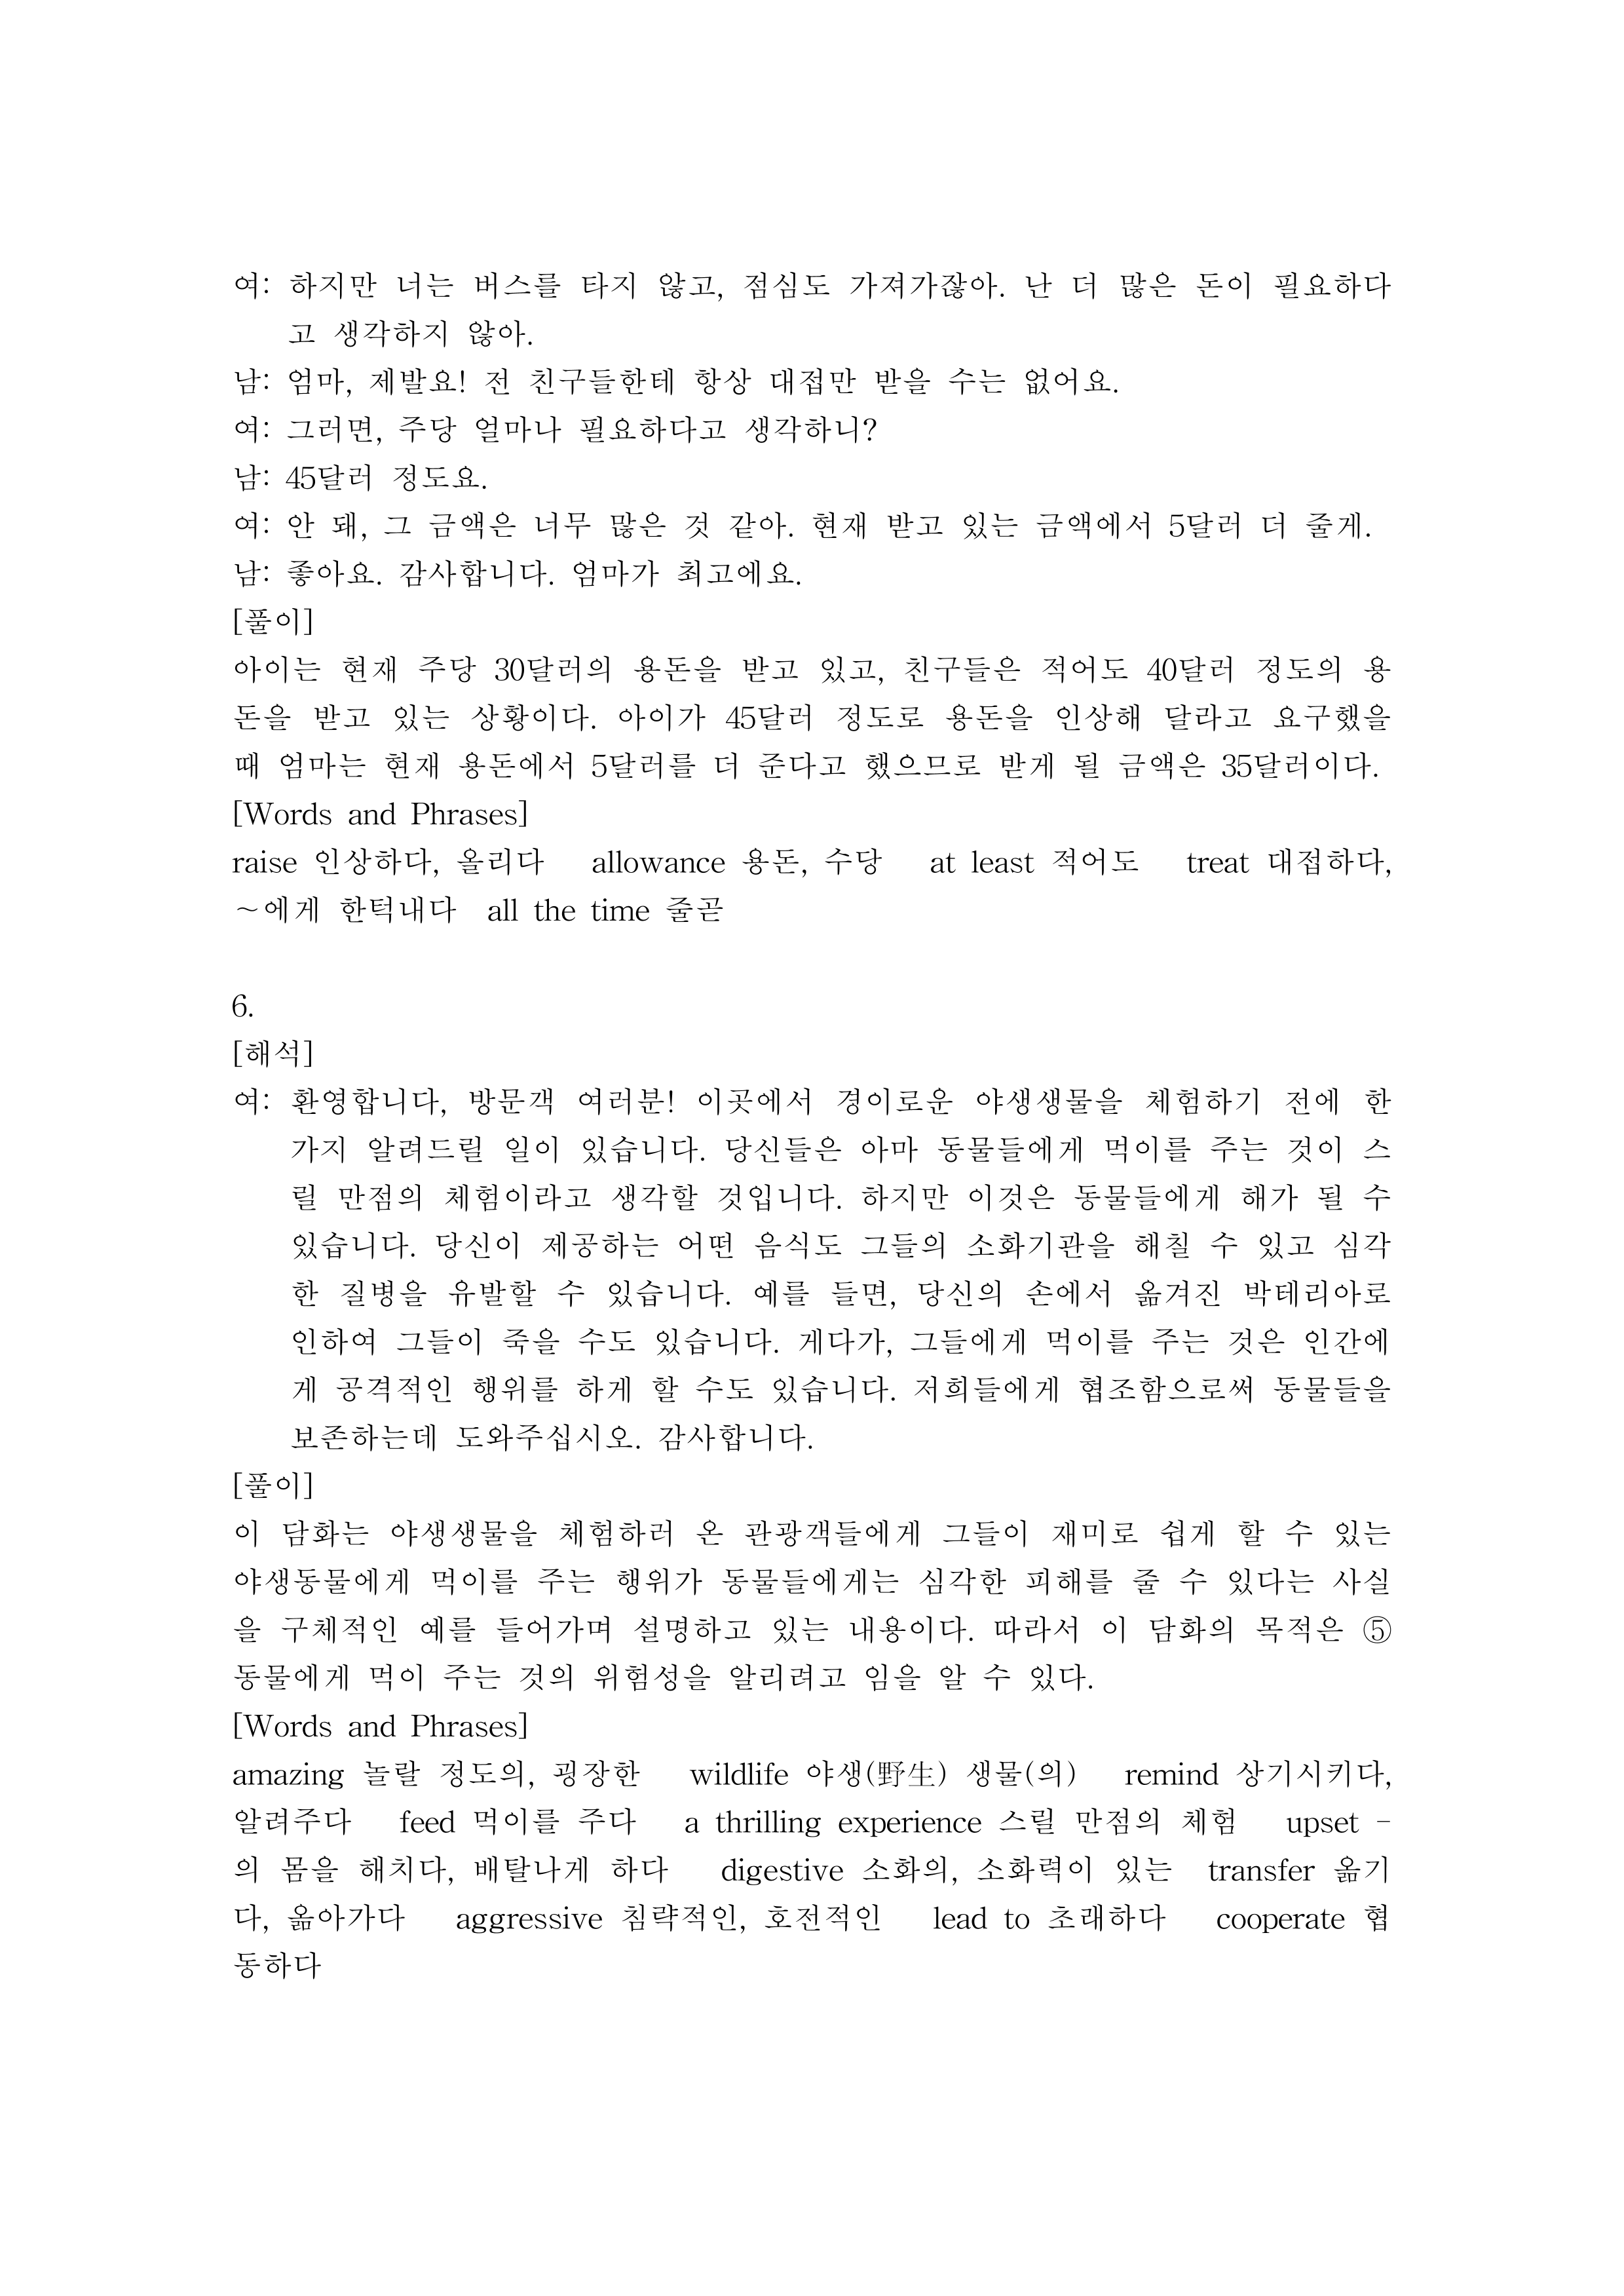 여: 하지만 너는 버스를 타지 않고, 점심도 가져가잖아. 난 더 많은 돈이 필요하다
고 생각하지 않아.
남: 엄마, 제발요! 전 친구들한테 항상 대접만 받을 수는 없어요.
여: 그러면, 주당 얼마나 필요하다고 생각하니?
남: 45달러 정도요.
여: 안 돼, 그 금액은 너무 많은 것 같아. 현재 받고 있는 금액에서 5달러 더 줄게.
남: 좋아요. 감사합니다. 엄마가 최고에요.
[풀이]
아이는 현재 주당 30달러의 용돈을 받고 있고, 친구들은 적어도 40달러 정도의 용
돈을 받고 있는 상황이다. 아이가 45달러 정도로 용돈을 인상해 달라고 요구했을
때 엄마는 현재 용돈에서 5달러를 더 준다고 했으므로 받게 될 금액은 35달러이다.
[Words and Phrases]
raise 인상하다, 올리다 allowance 용돈, 수당 at least 적어도 treat 대접하다,
~에게 한턱내다 all the time 줄곧
6.
[해석]
여: 환영합니다, 방문객 여러분! 이곳에서 경이로운 야생생물을 체험하기 전에 한
가지 알려드릴 일이 있습니다. 당신들은 아마 동물들에게 먹이를 주는 것이 스
릴 만점의 체험이라고 생각할 것입니다. 하지만 이것은 동물들에게 해가 될 수
있습니다. 당신이 제공하는 어떤 음식도 그들의 소화기관을 해칠 수 있고 심각
한 질병을 유발할 수 있습니다. 예를 들면, 당신의 손에서 옮겨진 박테리아로
인하여 그들이 죽을 수도 있습니다. 게다가, 그들에게 먹이를 주는 것은 인간에
게 공격적인 행위를 하게 할 수도 있습니다. 저희들에게 협조함으로써 동물들을
보존하는데 도와주십시오. 감사합니다.
[풀이]
이 담화는 야생생물을 체험하러 온 관광객들에게 그들이 재미로 쉽게 할 수 있는
야생동물에게 먹이를 주는 행위가 동물들에게는 심각한 피해를 줄 수 있다는 사실
을 구체적인 예를 들어가며 설명하고 있는 내용이다. 따라서 이 담화의 목적은 ⑤
동물에게 먹이 주는 것의 위험성을 알리려고 임을 알 수 있다.
[Words and Phrases]
amazing 놀랄 정도의, 굉장한 wildlife 야생(野生) 생물(의) remind 상기시키다,
알려주다 feed 먹이를 주다 a thrilling experience 스릴 만점의 체험 upset -
의 몸을 해치다, 배탈나게 하다 digestive 소화의, 소화력이 있는 transfer 옮기
다, 옮아가다 aggressive 침략적인, 호전적인 lead to 초래하다 cooperate 협
동하다